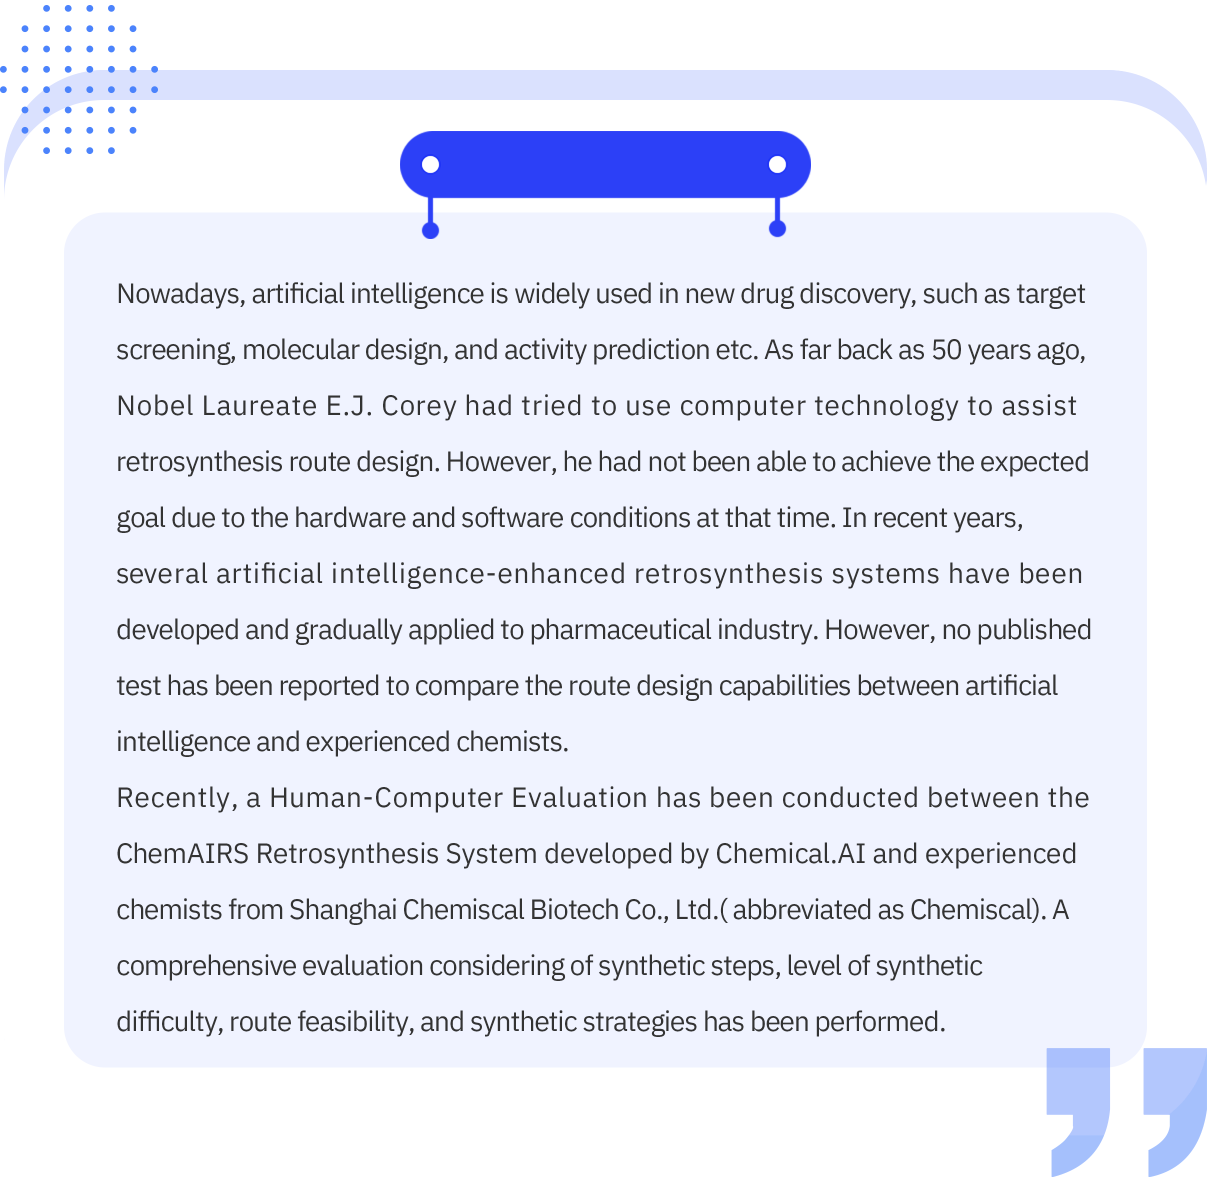 Nowadays, artificial intelligence is widely used in new drug discovery, such as target
screening, molecular design, and activity prediction etc. As far back as 50 years ago,
Nobel Laureate E.J. Corey had tried to use computer technology to assist
retrosynthesis route design. However, he had not been able to achieve the expected
goal due to the hardware and software conditions at that time. In recent years,
several artificial intelligence-enhanced retrosynthesis systems have been
developed and gradually applied to pharmaceutical industry. However, no published
test has been reported to compare the route design capabilities between artificial
intelligence and experienced chemists.
Recently, a Human-Computer Evaluation has been conducted between the
ChemAIRS Retrosynthesis System developed by Chemical.AI and experienced
chemists from Shanghai Chemiscal Biotech Co., Ltd.( abbreviated as Chemiscal). A
comprehensive evaluation considering of synthetic steps, level of synthetic
difficulty, route feasibility, and synthetic strategies has been performed.